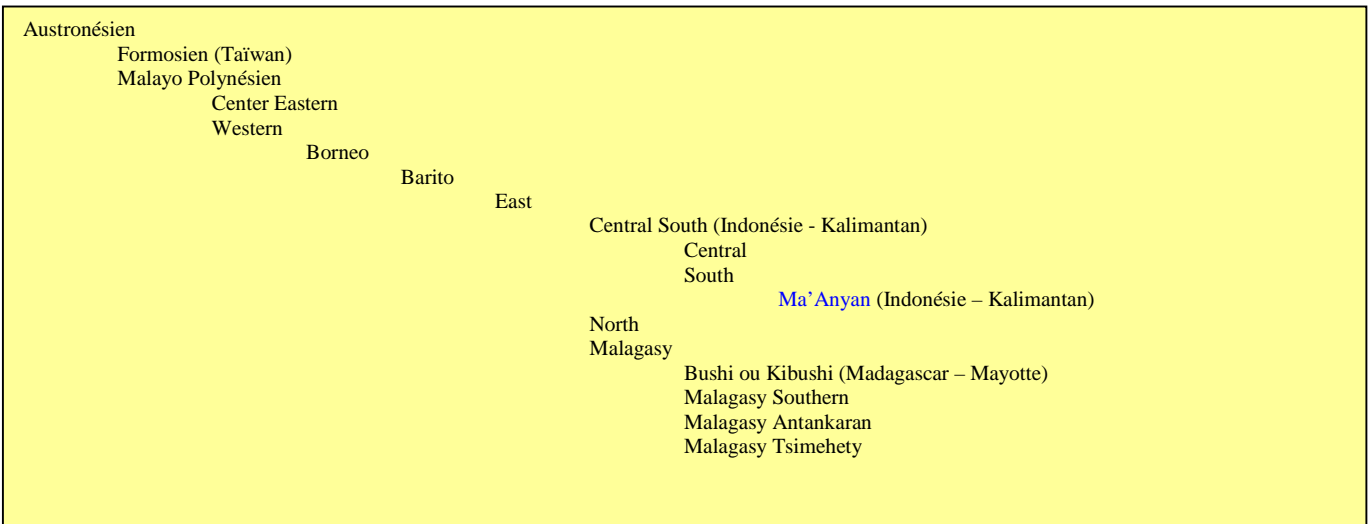 Austronésien
Formosien (Taïwan)
Malayo Polynésien
Center Eastern
Western
Borneo
Barito
East
Central South (Indonésie - Kalimantan)
Central
South
Ma’Anyan (Indonésie – Kalimantan)
North
Malagasy
Bushi ou Kibushi (Madagascar – Mayotte)
Malagasy Southern
Malagasy Antankaran
Malagasy Tsimehety